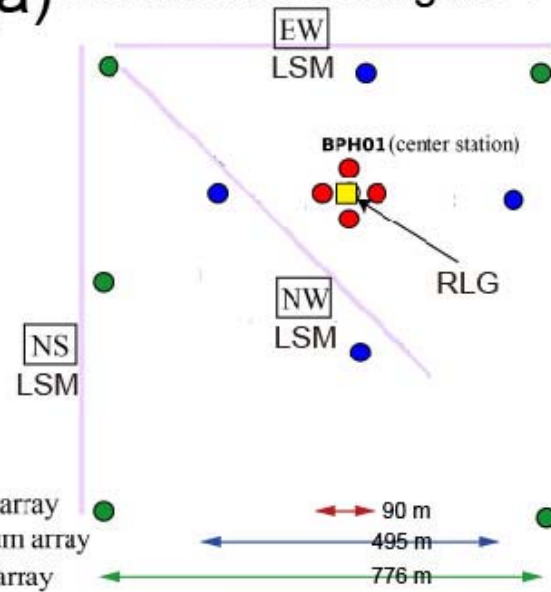 a)
EW
LSM
BPH01 (center station)
RLG
NW
LSM
NS
LSM
array
90 m
array
495 m
array
776 m